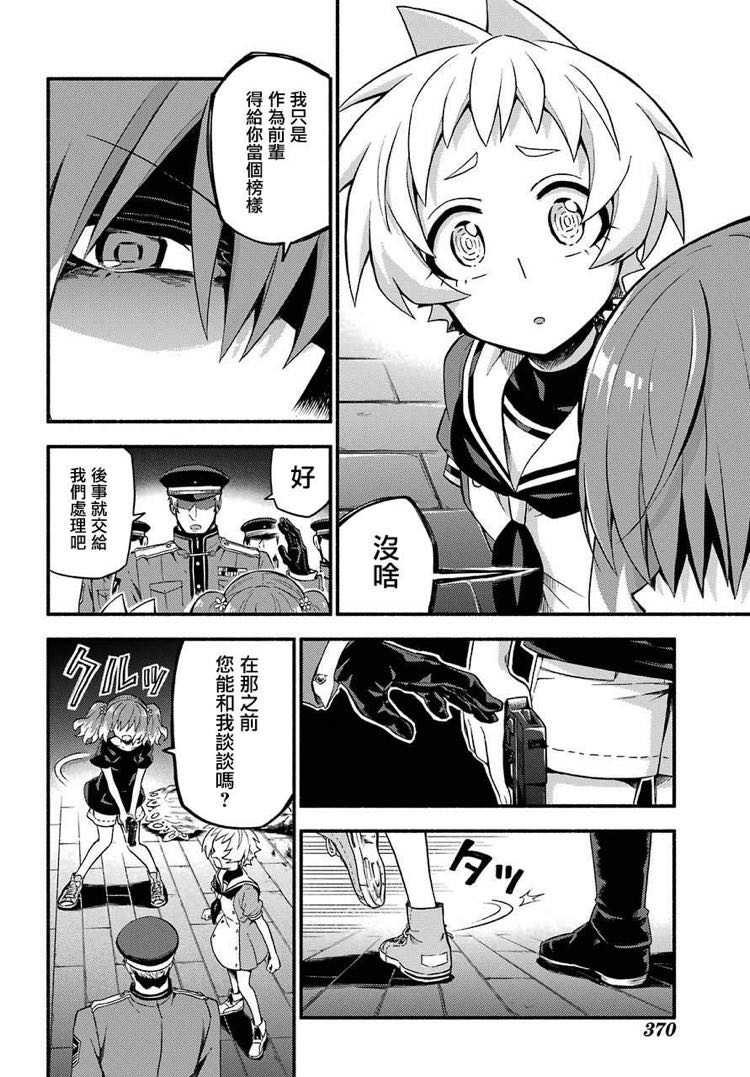 沒啥
我只是
作為前輩
得給你當個榜樣
好
後事就交給
我們處理吧
在那之前
您能和我談談嗎？
タッ
クルッ
370